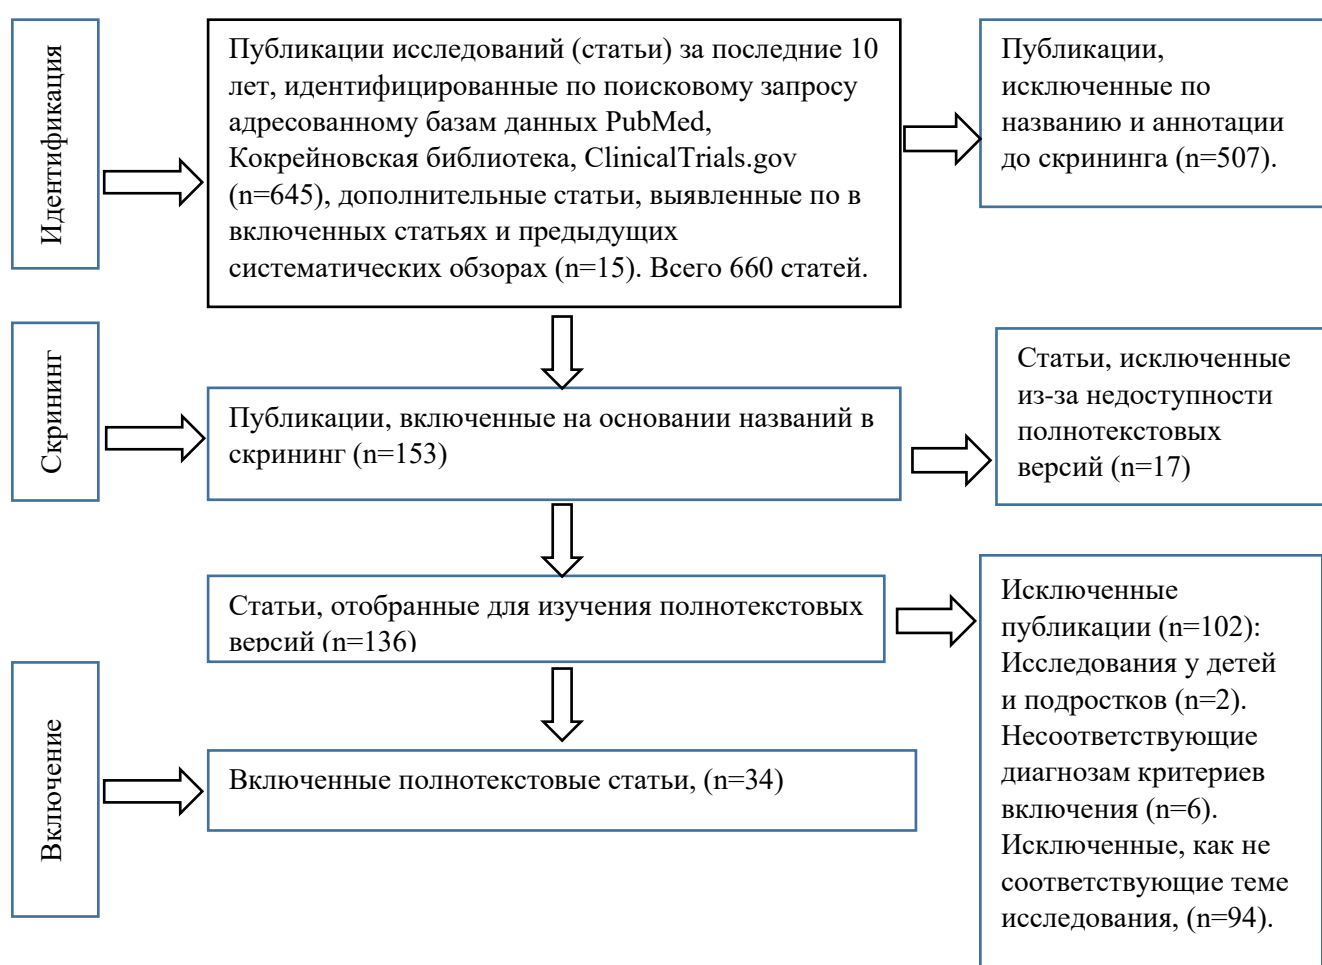 Идентификация
Публикации исследований (статьи) за последние 10
лет, идентифицированные по поисковому запросу
адресованному базам данных PubMed,
Кокрейновская библиотека, ClinicalTrials.gov
(n=645), дополнительные статьи, выявленные по в
включенных статьях и предыдущих
систематических обзорах (n=15). Всего 660 статей.
Публикации,
исключенные по
названию и аннотации
до скрининга (n=507).
Скрининг
Публикации, включенные на основании названий в
скрининг (n=153)
Статьи, исключенные
из-за недоступности
полнотекстовых
версий (n=17)
Статьи, отобранные для изучения полнотекстовых
версий (n=136)
Исключенные
публикации (n=102):
Исследования у детей
и подростков (n=2).
Несоответствующие
диагнозам критериев
включения (n=6).
Исключенные, как не
соответствующие теме
исследования, (n=94).
Включение
Включенные полнотекстовые статьи, (n=34)